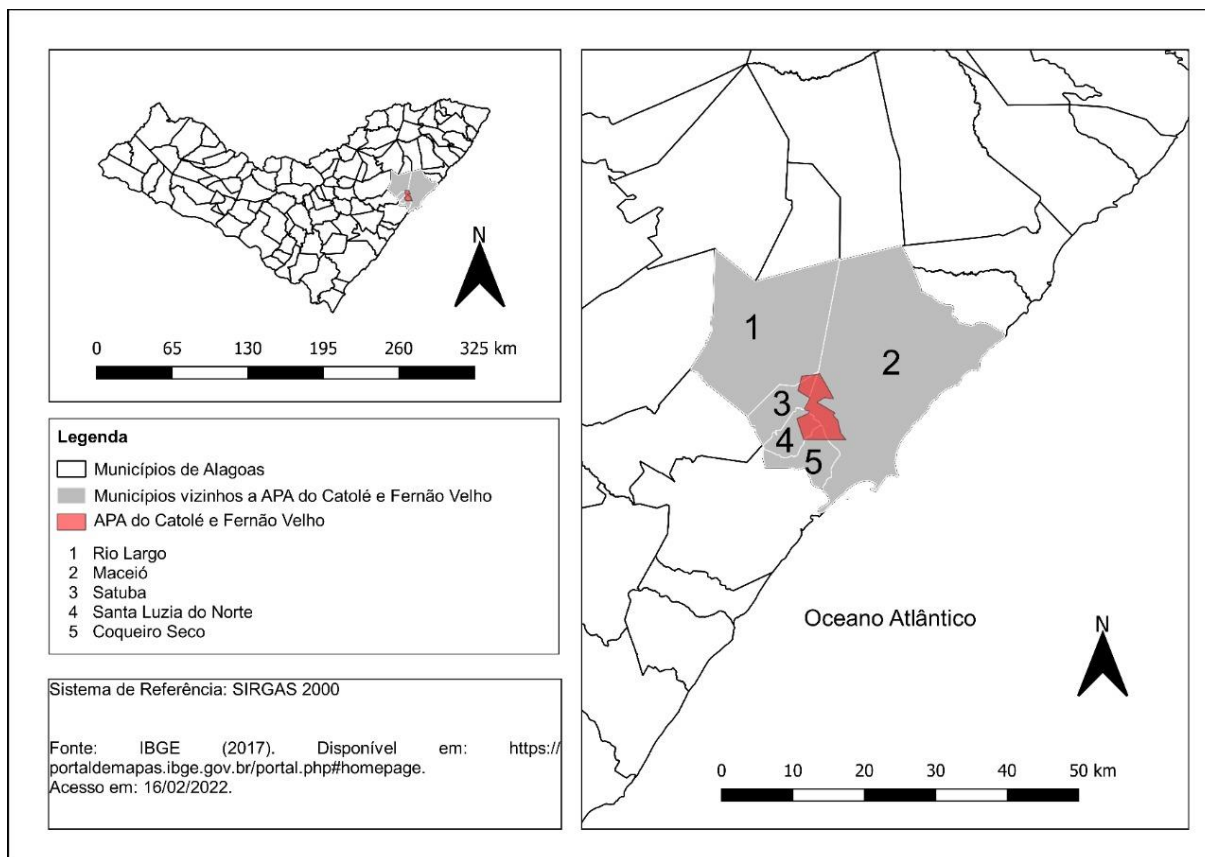 N
0 65 130 195 260 325 km
Legenda
Municípios de Alagoas
Municípios vizinhos a APA do Catolé e Fernão Velho
APA do Catolé e Fernão Velho
1 Rio Largo
2 Maceió
3 Satuba
4 Santa Luzia do Norte
5 Coqueiro Seco
Sistema de Referência: SIRGAS 2000
Fonte: IBGE (2017). Disponível em: https://
portaldemapas.ibge.gov.br/portal.php#homepage.
Acesso em: 16/02/2022.
1
2
3
4
5
Oceano Atlântico
N
0 10 20 30 40 50 km